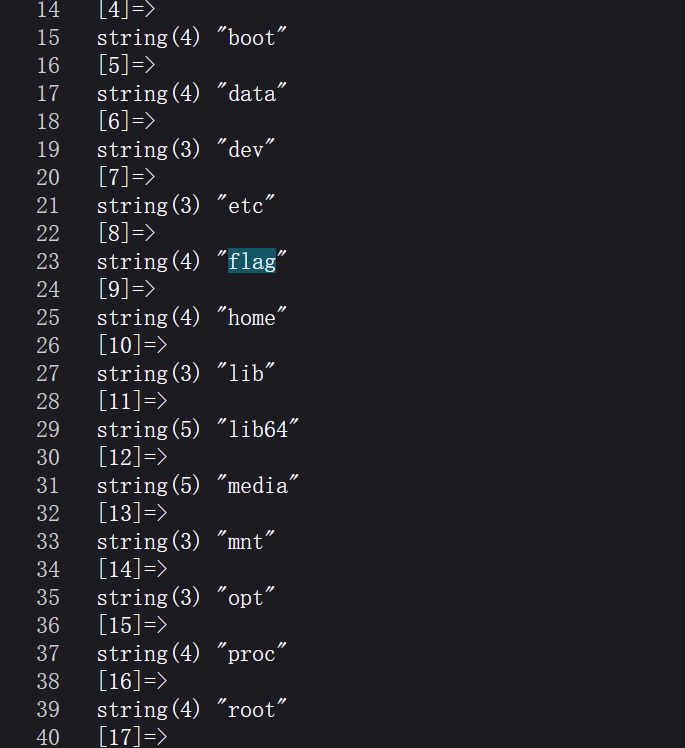 14 [4]=>
15 string(4) "boot"
16 [5]=>
17 string(4) "data"
18 [6]=>
19 string(3) "dev"
20 [7]=>
21 string(3) "etc"
22 [8]=>
23 string(4) "flag"
24 [9]=>
25 string(4) "home"
26 [10]=>
27 string(3) "lib"
28 [11]=>
29 string(5) "lib64"
30 [12]=>
31 string(5) "media"
32 [13]=>
33 string(3) "mnt"
34 [14]=>
35 string(3) "opt"
36 [15]=>
37 string(4) "proc"
38 [16]=>
39 string(4) "root"
40 [17]=>